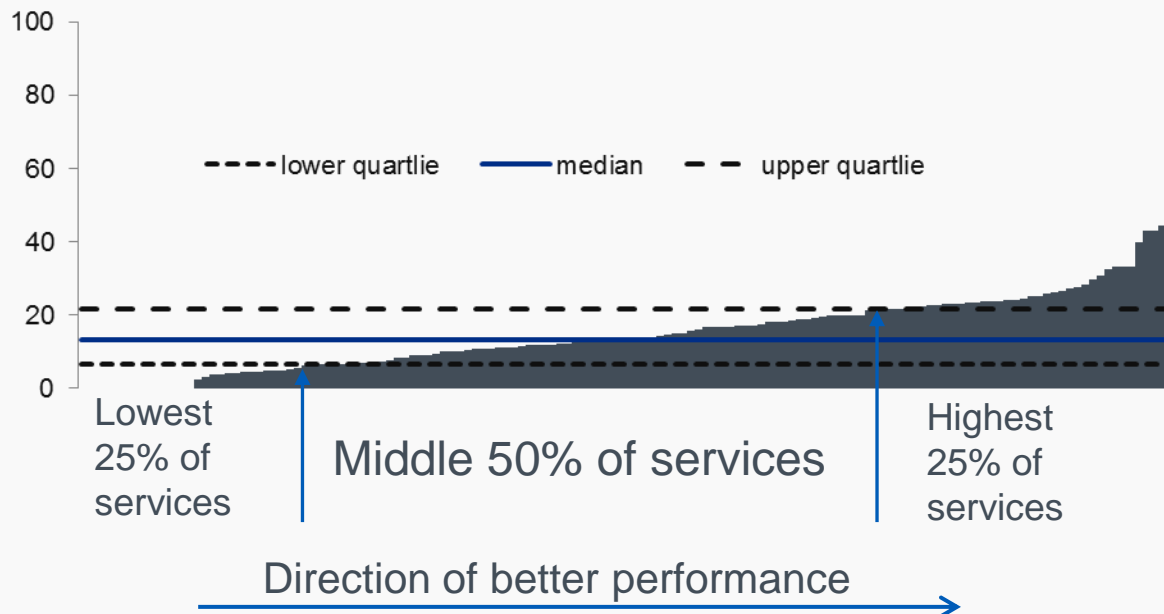 100
80
60
lower quartlie median upper quartlie
40
20
0
Lowest
25% of
services
Middle 50% of services
Highest
25% of
services
Direction of better performance